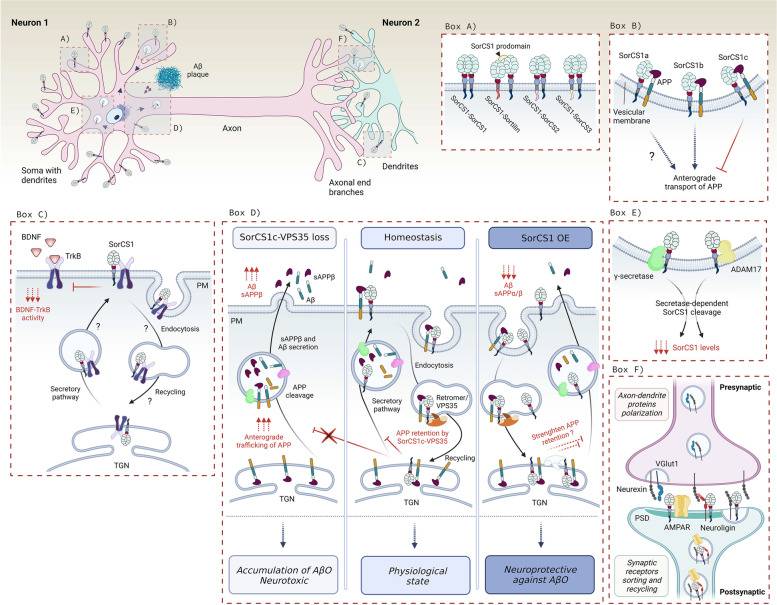 Neuron 1
A)
B)
Aβ
plaque
E)
D)
Axon
Soma with
dendrites
Neuron 2
F)
C)
Dendrites
Axonal end
branches
Box A)
SorCS1 prodomain
SorCS1-SorCS1
SorCS1-Sortilin
SorCS1-SorCS2
SorCS1-SorCS3
Box B)
SorCS1a
SorCS1b
SorCS1c
APP
Vesicular
membrane
?
Anterograde
transport of APP
Box C)
BDNF
TrkB
SorCS1
PM
BDNF-TrkB
activity
Endocytosis
?
?
Secretory
pathway
Recycling
?
TGN
Box D)
SorCS1c-VPS35 loss
Homeostasis
SorCS1 OE
Aβ
sAPPβ
sAPPβ
Aβ
Aβ
sAPPα/β
PM
sAPPβ and
Aβ secretion
Endocytosis
APP
cleavage
Secretory
pathway
Retromer/
VPS35
Anterograde
trafficking of APP
APP retention by
SorCS1c-VPS35
Strenghten APP
retention ?
Recycling
TGN
TGN
TGN
Accumulation of AβO
Neurotoxic
Physiological
state
Neuroprotective
against AβO
Box E)
γ-secretase
ADAM17
Secretase-dependent
SorCS1 cleavage
SorCS1 levels
Box F)
Axon-dendrite
proteins
polarization
Presynaptic
VGlut1
Neurexin
PSD
AMPAR
Neuroligin
Synaptic
receptors
sorting and
recycling
Postsynaptic